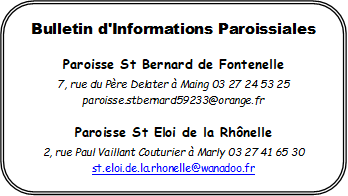 Bulletin d'Informations Paroissiales
Paroisse St Bernard de Fontenelle
7, rue du Père Delater à Maing 03 27 24 53 25
paroisse.stbernard59233@orange.fr
Paroisse St Eloi de la Rhônelle
2, rue Paul Vaillant Couturier à Marly 03 27 41 65 30
st.eloi.de.la.rhonelle@wanadoo.fr